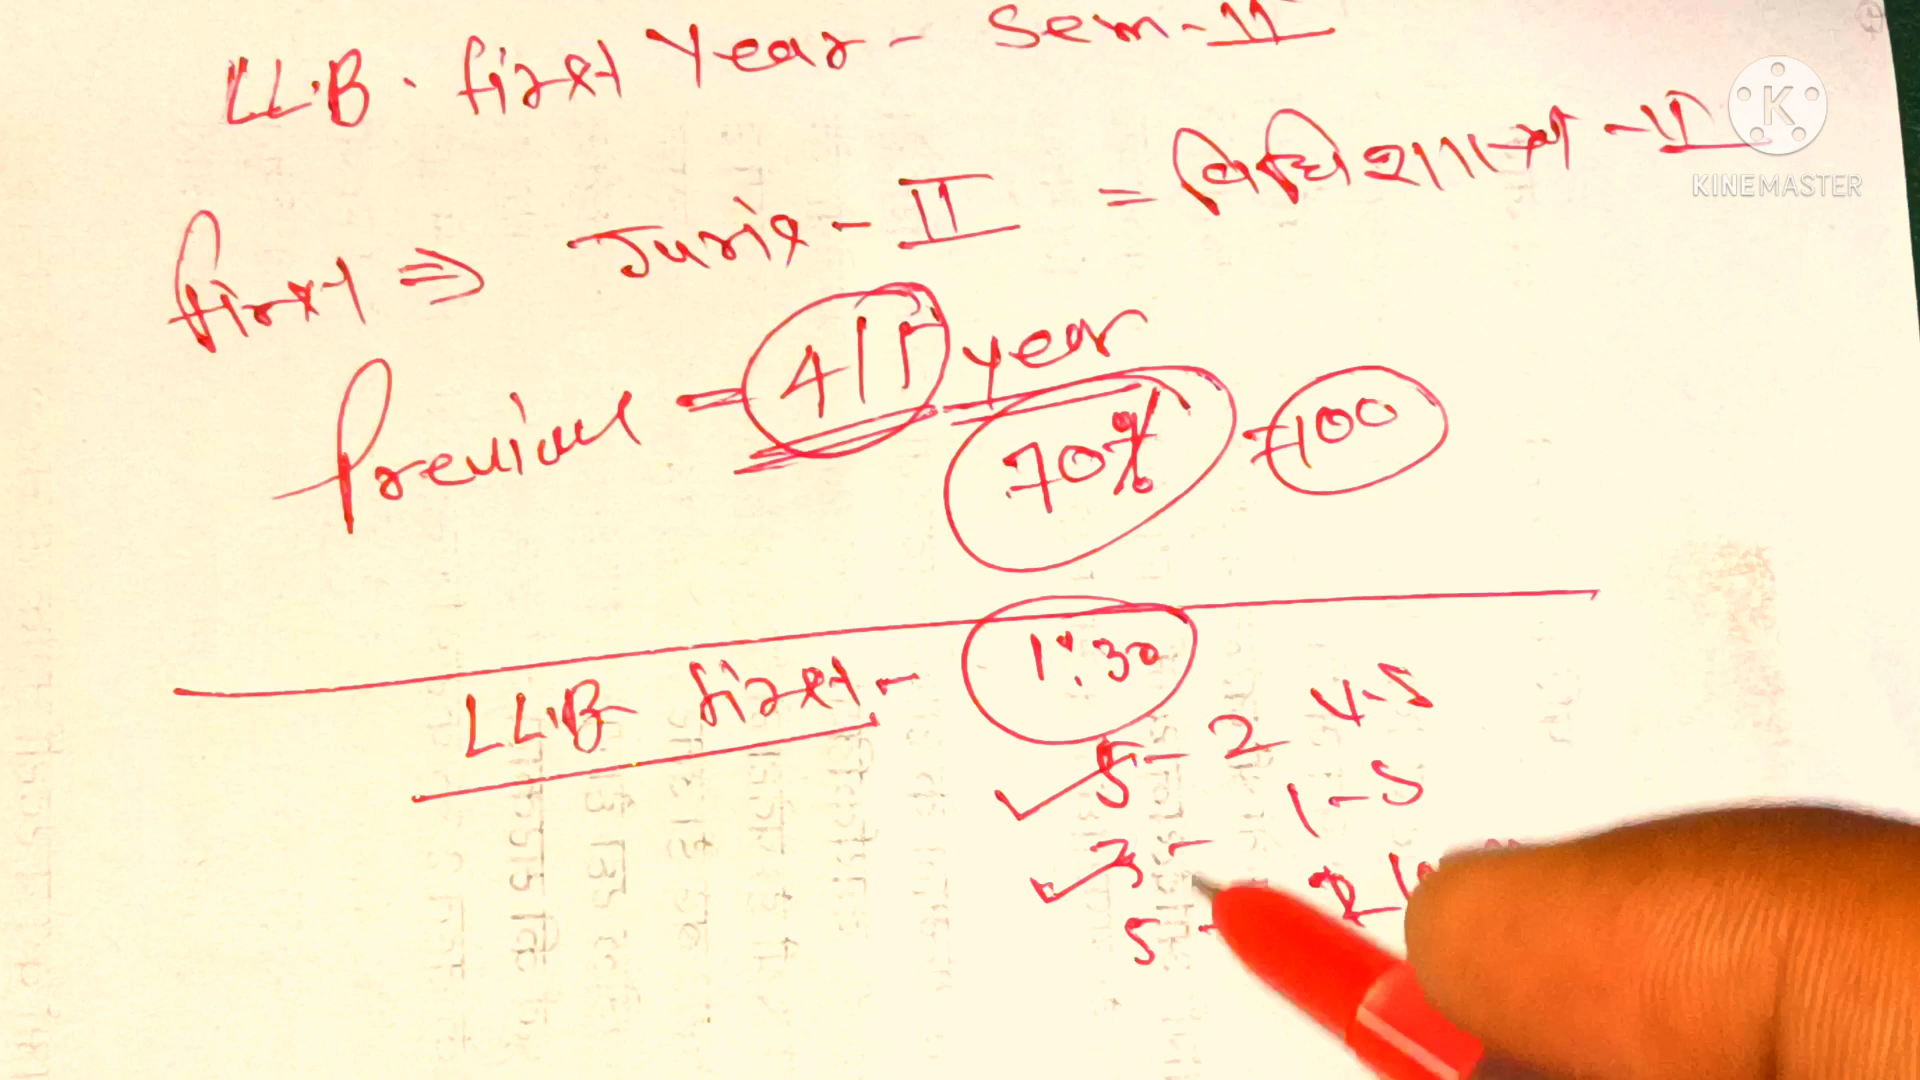 LL.B. first Year - Sem-II
first ⇒ Juris - II = विधिशास्त्र - II
Previous = 4/5 year
70% = 100
LL.B first - 1:30
5 - 2 V.S
3 - 1-S
5 - 2
K
KINEMASTER